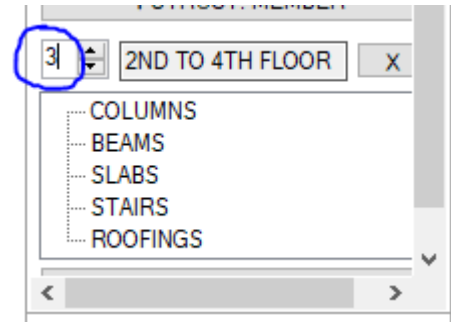 3 2ND TO 4TH FLOOR X
COLUMNS
BEAMS
SLABS
STAIRS
ROOFINGS